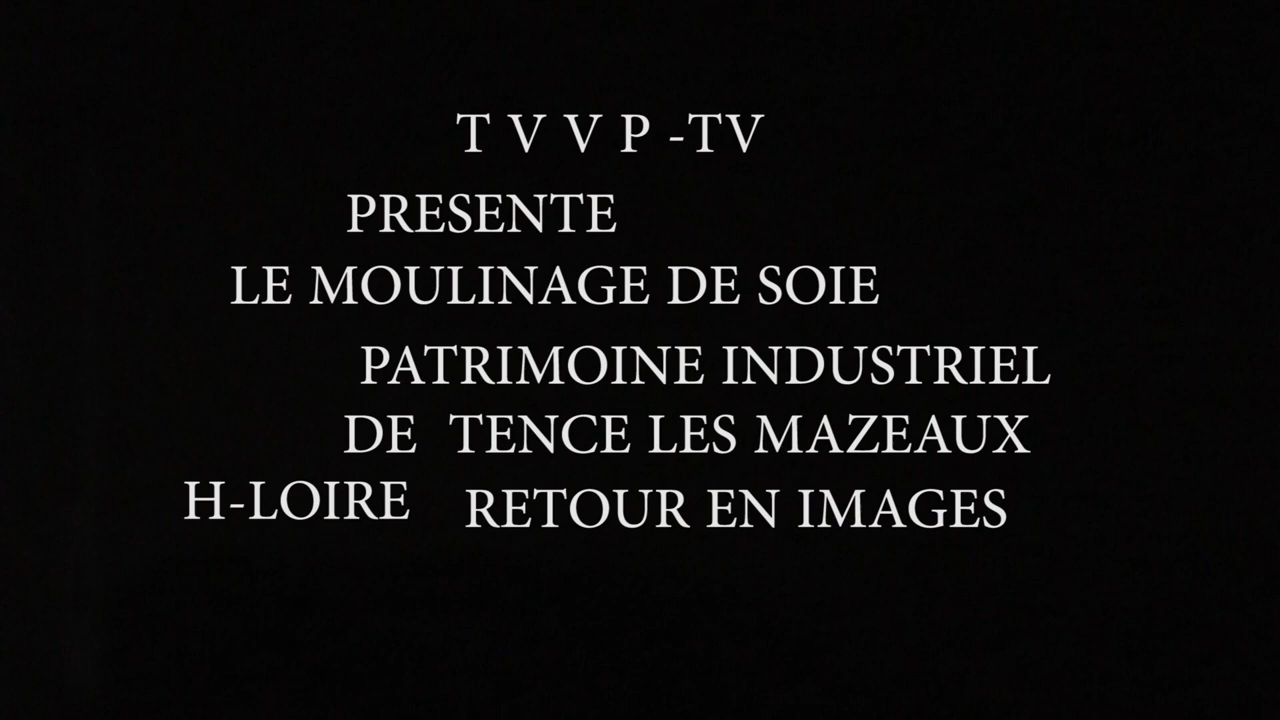 T V V P -TV
PRESENTE
LE MOULINAGE DE SOIE
PATRIMOINE INDUSTRIEL
DE TENCE LES MAZEAUX
H-LOIRE RETOUR EN IMAGES